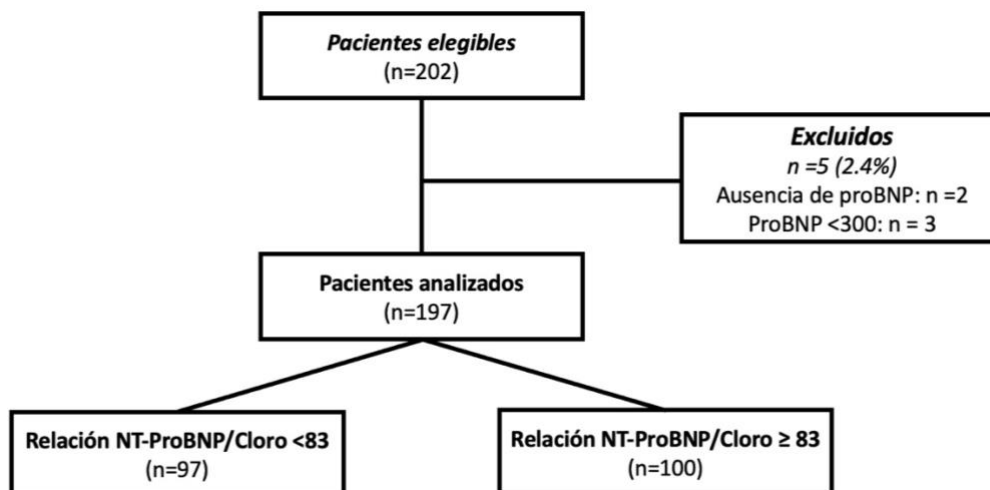 Pacientes elegibles
(n=202)
Excluidos
n =5 (2.4%)
Ausencia de proBNP: n =2
ProBNP <300: n = 3
Pacientes analizados
(n=197)
Relación NT-ProBNP/Cloro <83
(n=97)
Relación NT-ProBNP/Cloro ≥ 83
(n=100)